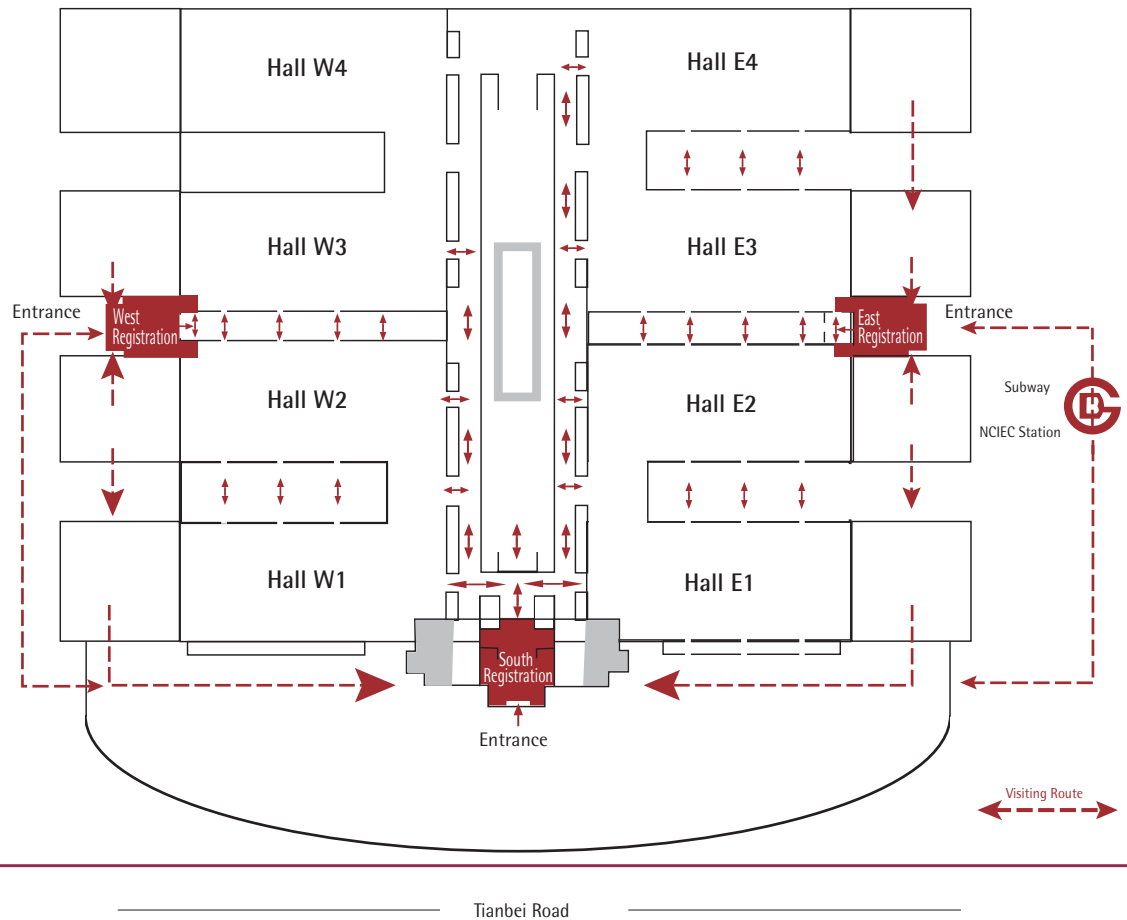 Hall W4
Hall E4
Hall W3
Hall E3
Entrance
West
Registration
East
Registration
Entrance
Subway
NCIEC Station
Hall W2
Hall E2
Hall W1
Hall E1
South
Registration
Entrance
Visiting Route
Tianbei Road